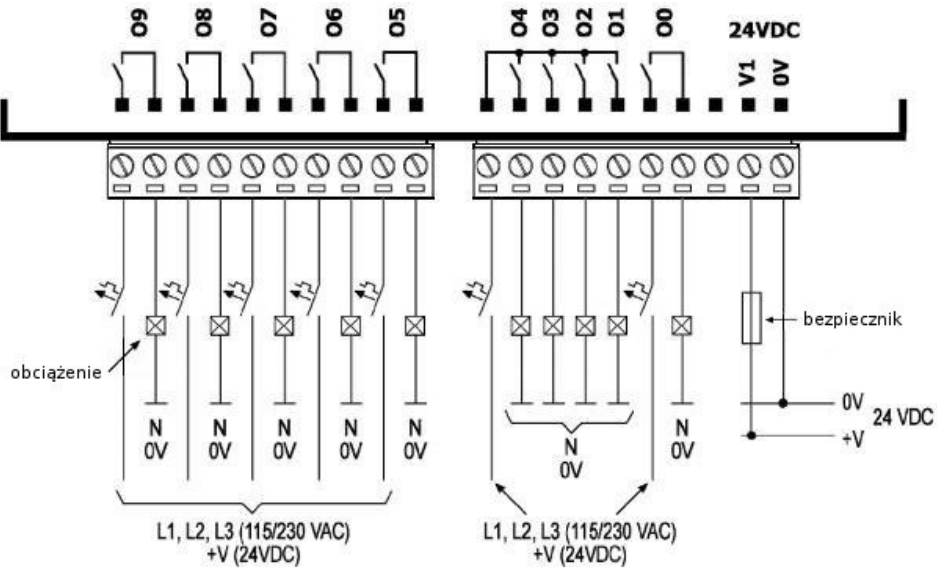 O9 O8 O7 O6 O5 O4 O3 O2 O1 O0 24VDC
V1 0V
bezpiecznik
obciążenie
0V
24 VDC
+V
N N N N N N
0V 0V 0V 0V 0V 0V
N
0V
L1, L2, L3 (115/230 VAC)
+V (24VDC)
L1, L2, L3 (115/230 VAC)
+V (24VDC)